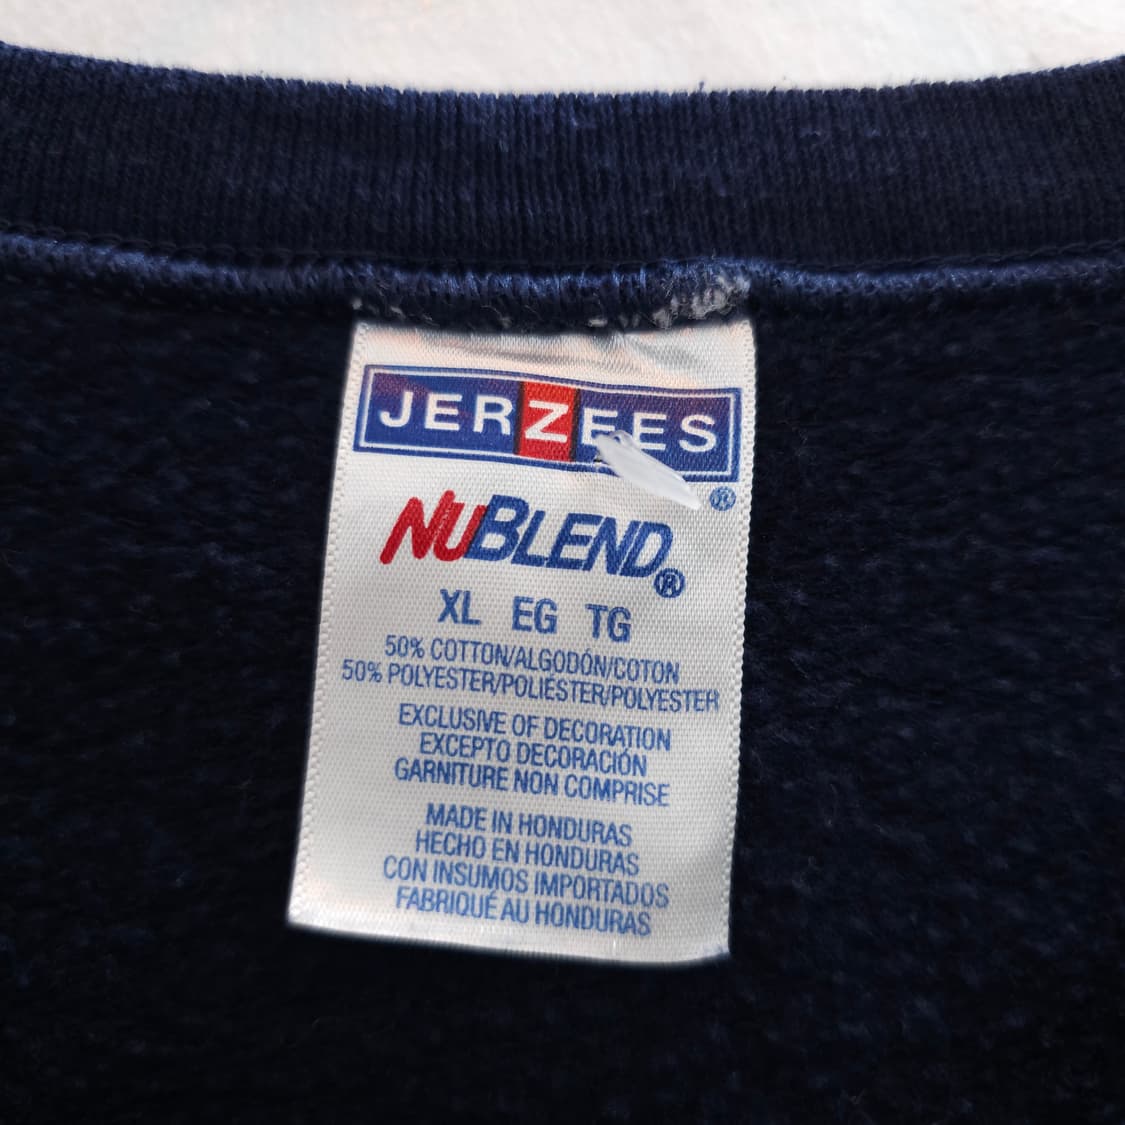 JERZEES®
NUBLEND®
XL EG TG
50% COTTON/ALGODÓN/COTON
50% POLYESTER/POLIÉSTER/POLYESTER
EXCLUSIVE OF DECORATION
EXCEPTO DECORACIÓN
GARNITURE NON COMPRISE
MADE IN HONDURAS
HECHO EN HONDURAS
CON INSUMOS IMPORTADOS
FABRIQUÉ AU HONDURAS